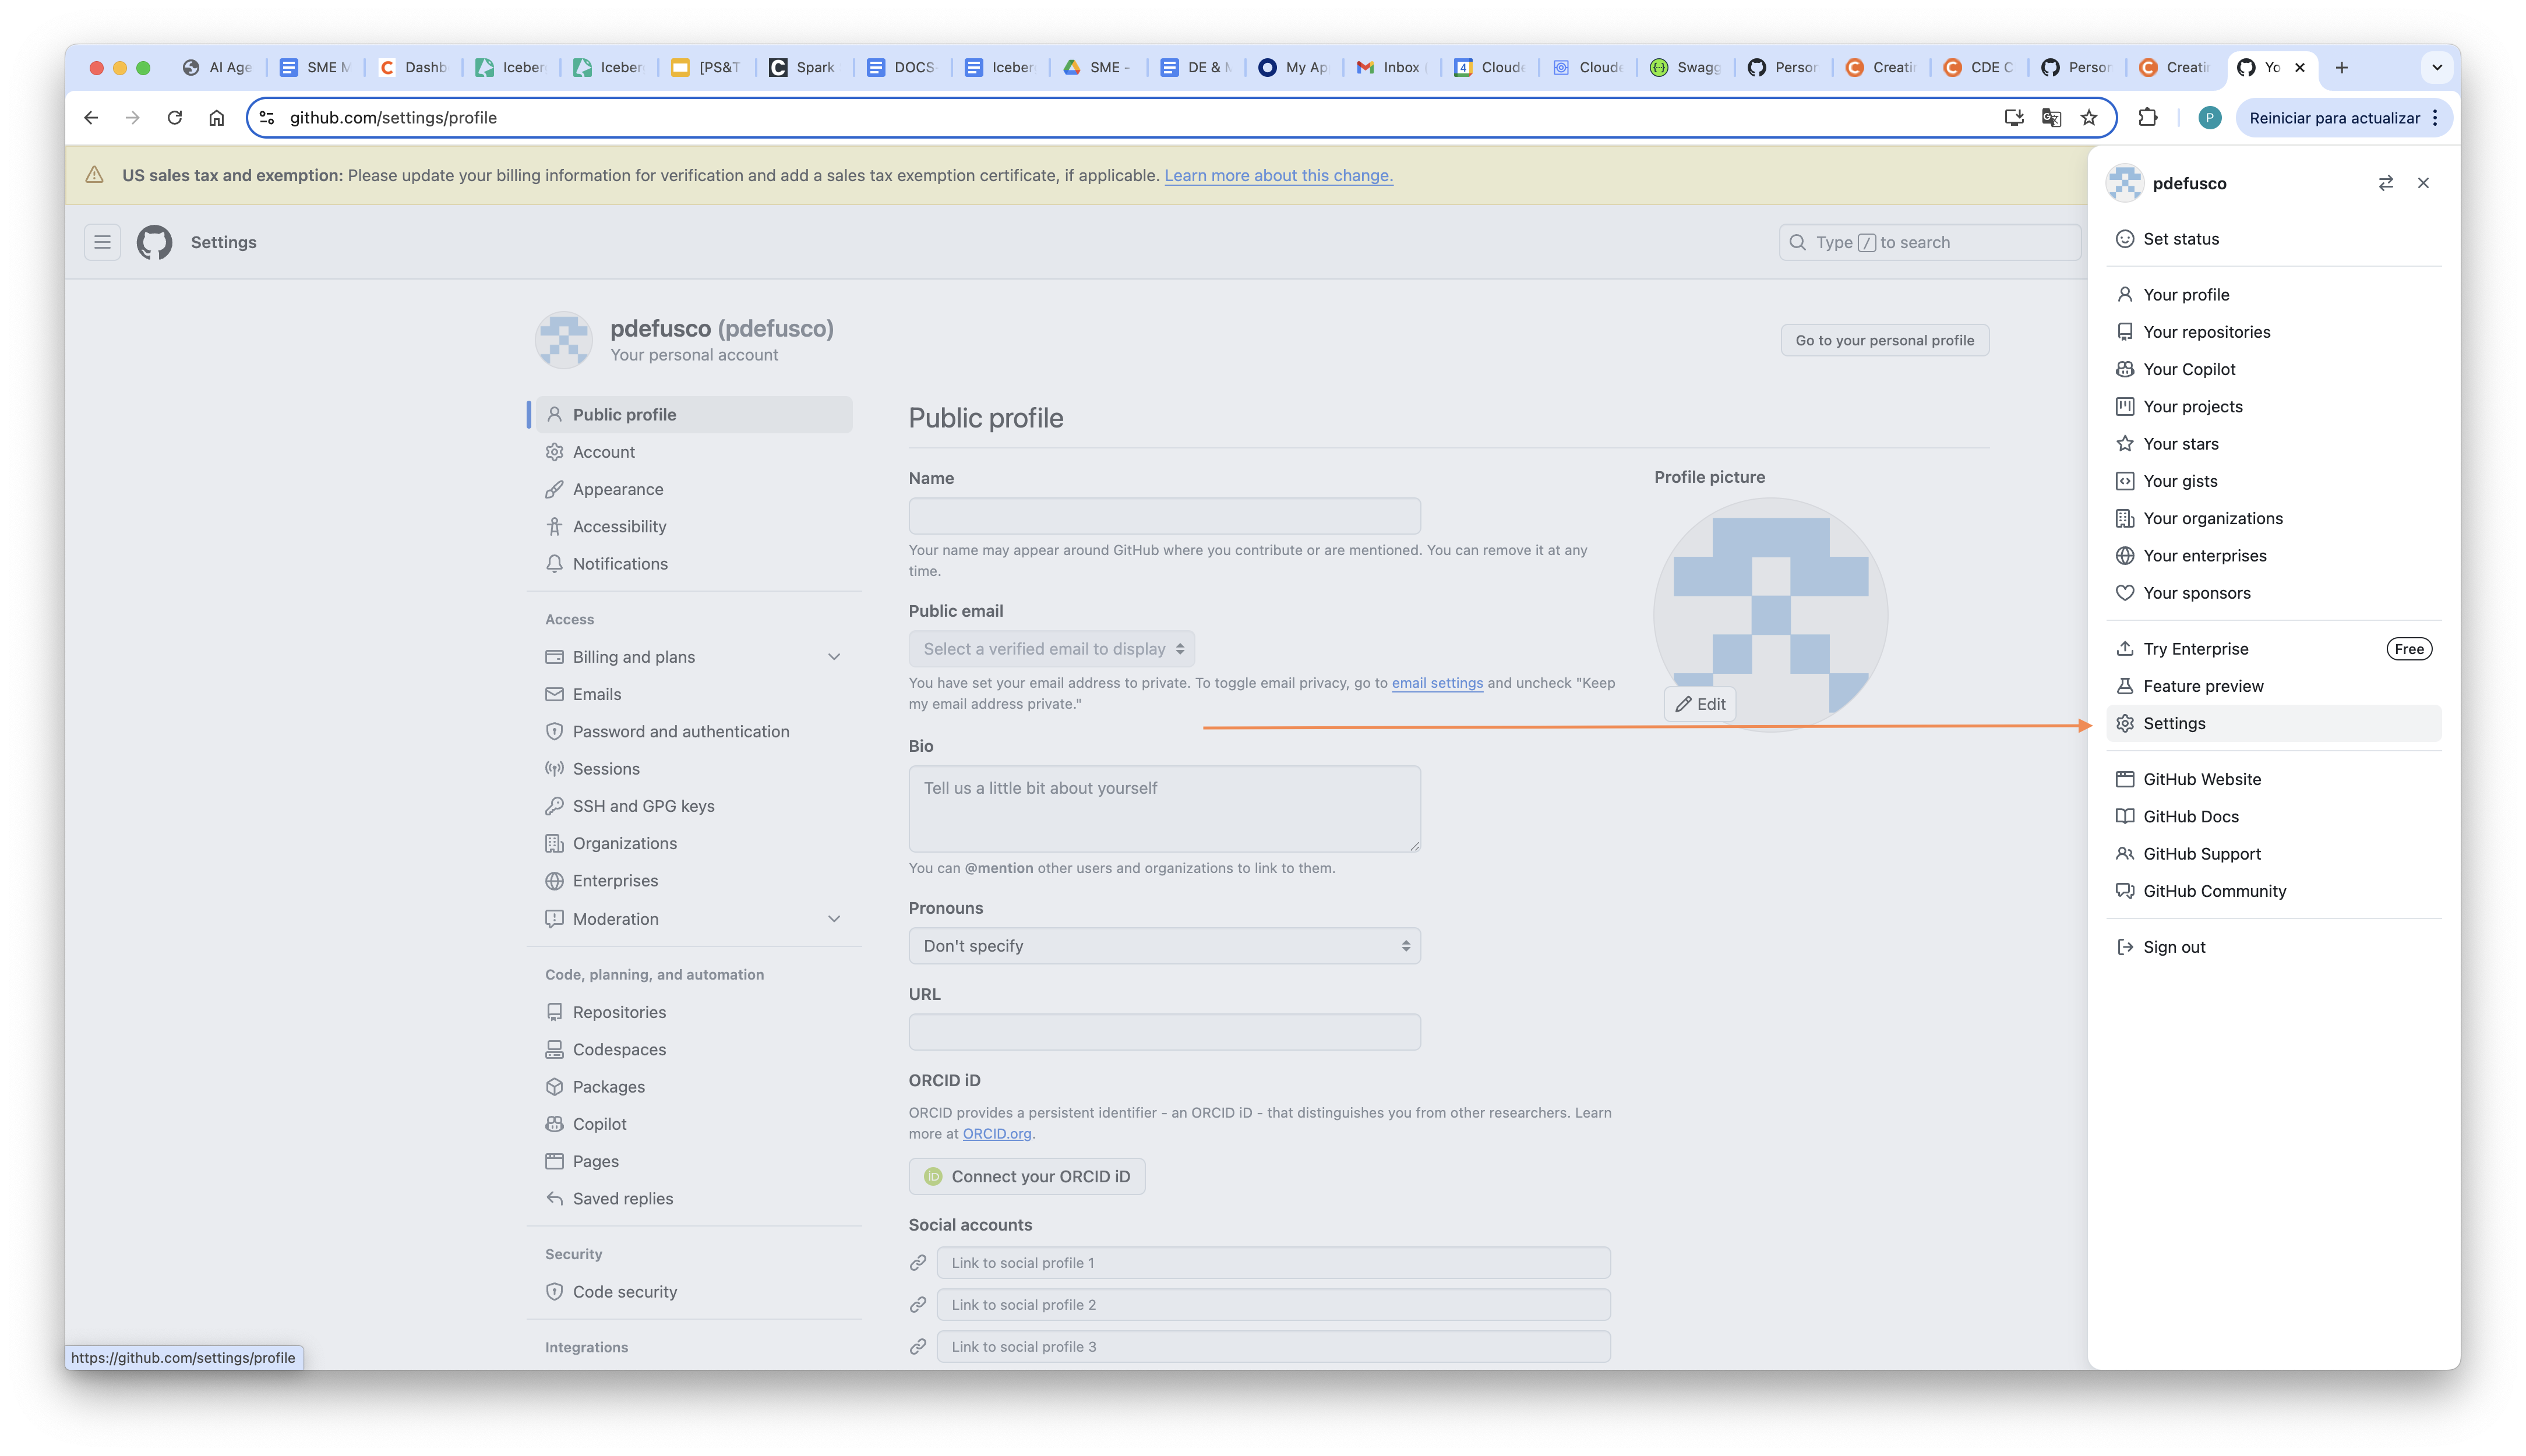 AI Age
SME M
Dashb
Iceber
Iceber
[PS&T
Spark
DOCS
Iceber
SME -
DE & M
My Ap
Inbox
Cloude
Cloude
Swagg
Person
Creatin
CDE C
Person
Creatin
Yo
github.com/settings/profile
P
Reiniciar para actualizar
US sales tax and exemption: Please update your billing information for verification and add a sales tax exemption certificate, if applicable. Learn more about this change.
Settings
Type / to search
pdefusco (pdefusco)
Your personal account
Go to your personal profile
Public profile
Account
Appearance
Accessibility
Notifications
Access
Billing and plans
Emails
Password and authentication
Sessions
SSH and GPG keys
Organizations
Enterprises
Moderation
Code, planning, and automation
Repositories
Codespaces
Packages
Copilot
Pages
Saved replies
Security
Code security
Integrations
https://github.com/settings/profile
Public profile
Name
Your name may appear around GitHub where you contribute or are mentioned. You can remove it at any
time.
Public email
Select a verified email to display
You have set your email address to private. To toggle email privacy, go to email settings and uncheck "Keep
my email address private."
Bio
Tell us a little bit about yourself
You can @mention other users and organizations to link to them.
Pronouns
Don't specify
URL
ORCID iD
ORCID provides a persistent identifier - an ORCID iD - that distinguishes you from other researchers. Learn
more at ORCID.org.
iD Connect your ORCID iD
Social accounts
Link to social profile 1
Link to social profile 2
Link to social profile 3
Profile picture
Edit
pdefusco
Set status
Your profile
Your repositories
Your Copilot
Your projects
Your stars
Your gists
Your organizations
Your enterprises
Your sponsors
Try Enterprise
Free
Feature preview
Settings
GitHub Website
GitHub Docs
GitHub Support
GitHub Community
Sign out